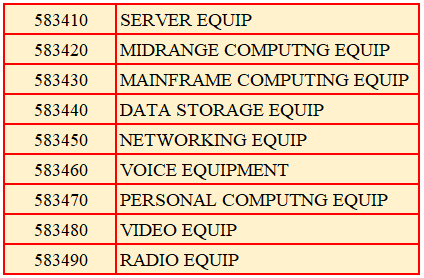 583410 SERVER EQUIP
583420 MIDRANGE COMPUTNG EQUIP
583430 MAINFRAME COMPUTING EQUIP
583440 DATA STORAGE EQUIP
583450 NETWORKING EQUIP
583460 VOICE EQUIPMENT
583470 PERSONAL COMPUTNG EQUIP
583480 VIDEO EQUIP
583490 RADIO EQUIP